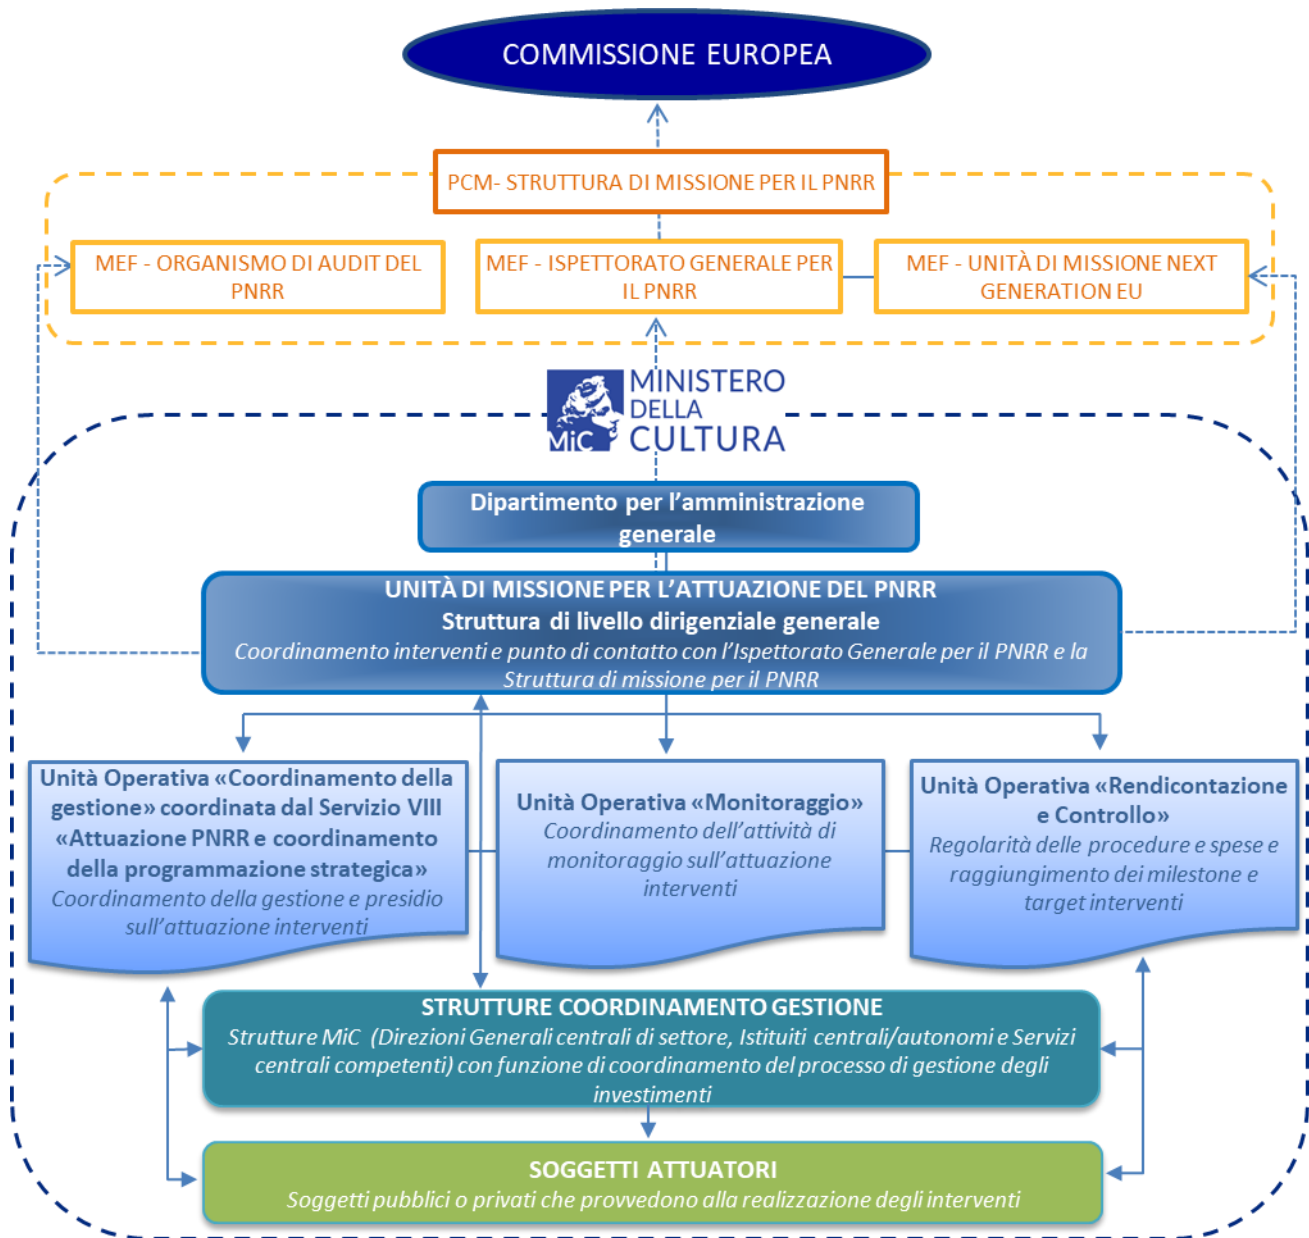 COMMISSIONE EUROPEA
PCM- STRUTTURA DI MISSIONE PER IL PNRR
MEF - ORGANISMO DI AUDIT DEL
PNRR
MEF - ISPETTORATO GENERALE PER
IL PNRR
MEF - UNITÀ DI MISSIONE NEXT
GENERATION EU
MiC
MINISTERO
DELLA
CULTURA
Dipartimento per l'amministrazione
generale
UNITÀ DI MISSIONE PER L'ATTUAZIONE DEL PNRR
Struttura di livello dirigenziale generale
Coordinamento interventi e punto di contatto con l'Ispettorato Generale per il PNRR e la
Struttura di missione per il PNRR
Unità Operativa «Coordinamento della
gestione» coordinata dal Servizio VIII
«Attuazione PNRR e coordinamento
della programmazione strategica»
Coordinamento della gestione e presidio
sull'attuazione interventi
Unità Operativa «Monitoraggio»
Coordinamento dell'attività di
monitoraggio sull'attuazione
interventi
Unità Operativa «Rendicontazione
e Controllo»
Regolarità delle procedure e spese e
raggiungimento dei milestone e
target interventi
STRUTTURE COORDINAMENTO GESTIONE
Strutture MiC (Direzioni Generali centrali di settore, Istituiti centrali/autonomi e Servizi
centrali competenti) con funzione di coordinamento del processo di gestione degli
investimenti
SOGGETTI ATTUATORI
Soggetti pubblici o privati che provvedono alla realizzazione degli interventi